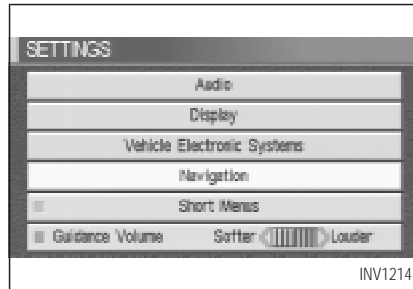 SETTINGS
Audio
Display
Vehicle Electronic Systems
Navigation
Short Menus
Guidance Volume Softer Louder
INV1214